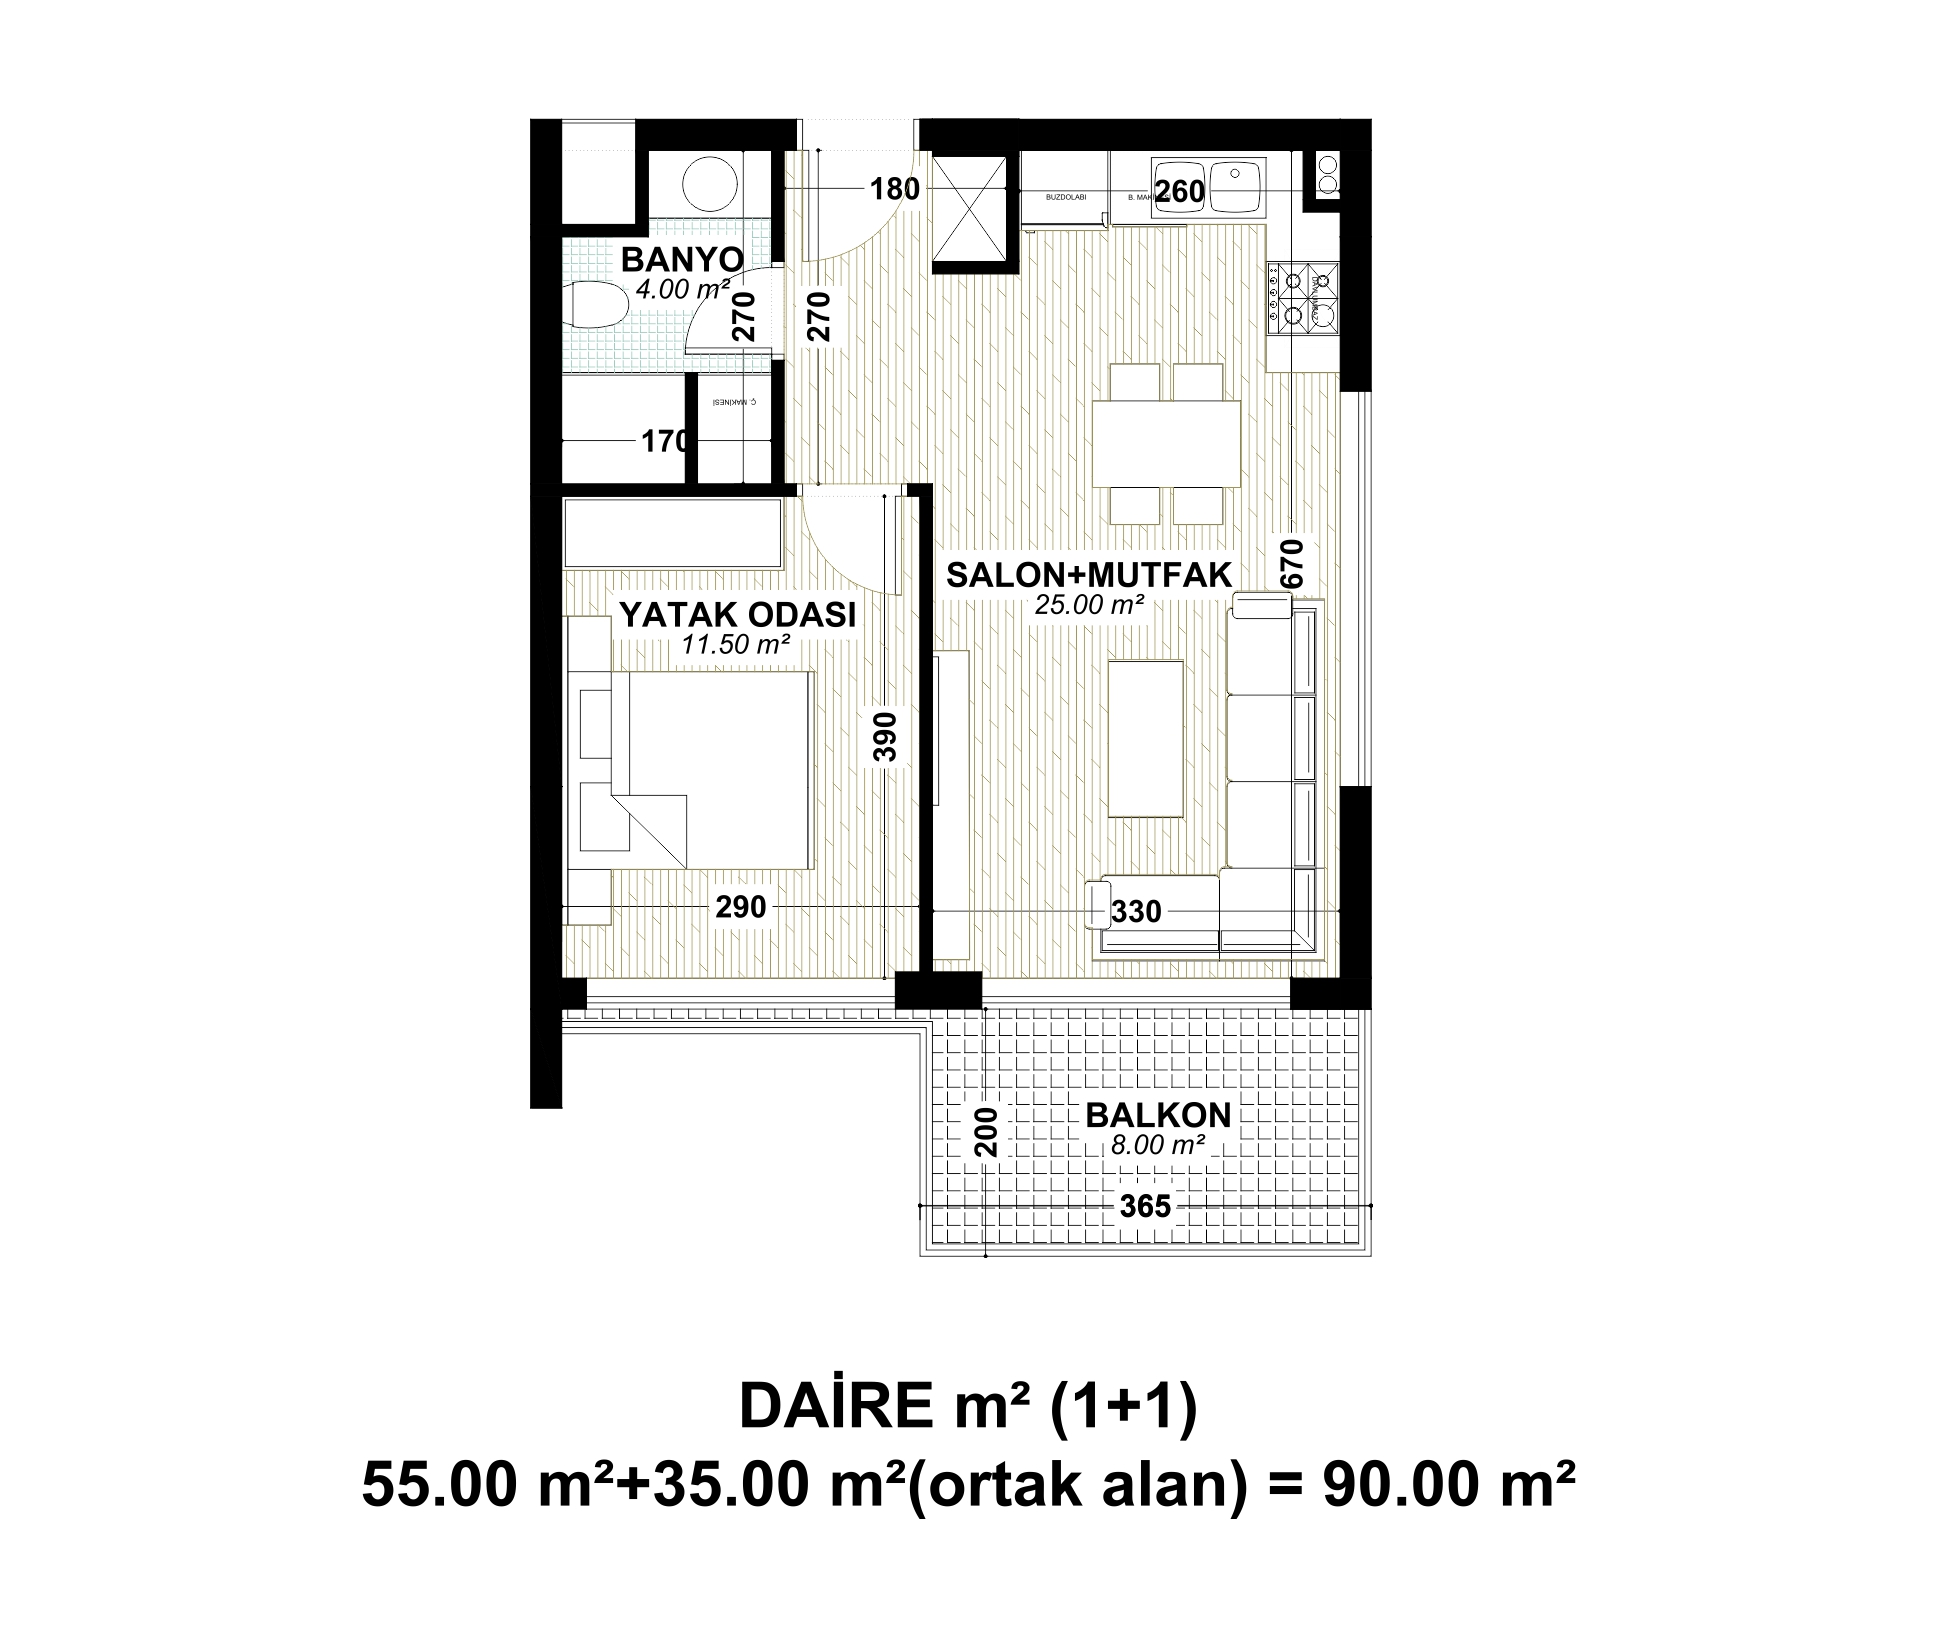 180
BUZDOLABI
260
BANYO
4.00 m²
270
270
Ç. MAKİNESİ
170
SALON+MUTFAK
25.00 m²
670
YATAK ODASI
11.50 m²
390
290
330
BALKON
8.00 m²
200
365
DAİRE m² (1+1)
55.00 m²+35.00 m²(ortak alan) = 90.00 m²